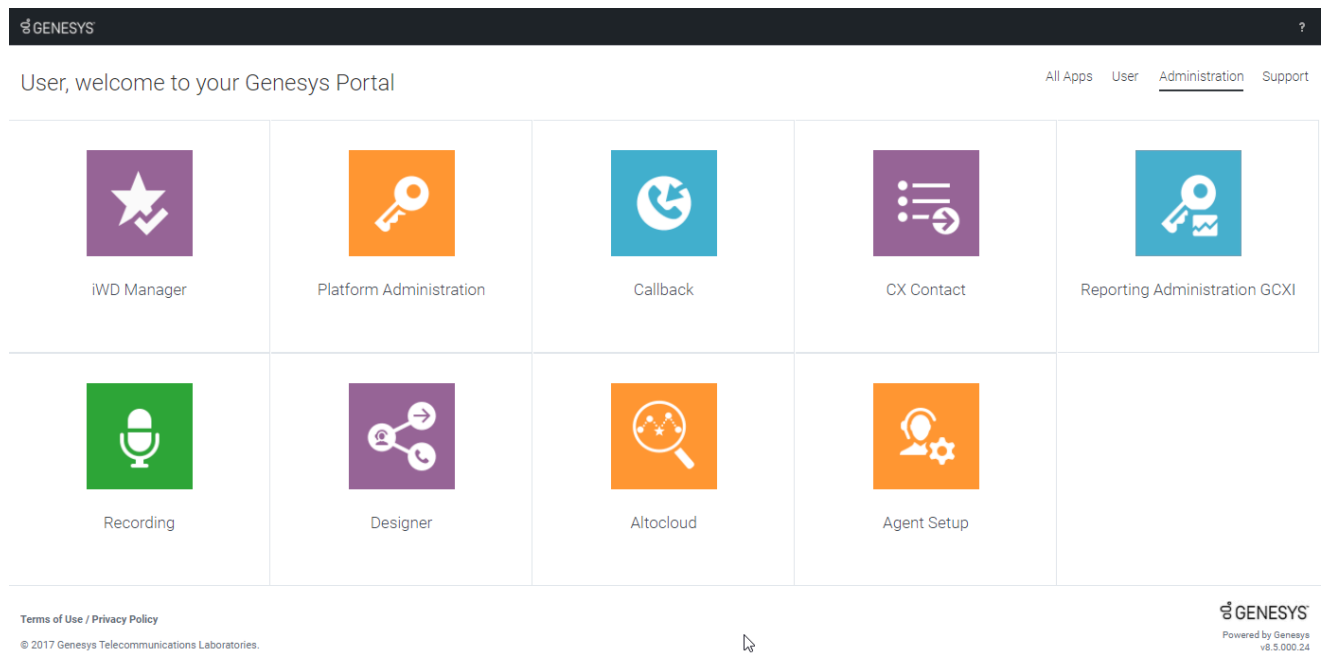 GENESYS
?
User, welcome to your Genesys Portal
All Apps User Administration Support
iWD Manager
Platform Administration
Callback
CX Contact
Reporting Administration GCXI
Recording
Designer
Altocloud
Agent Setup
Terms of Use / Privacy Policy
© 2017 Genesys Telecommunications Laboratories.
GENESYS
Powered by Genesys
v8.5.000.24